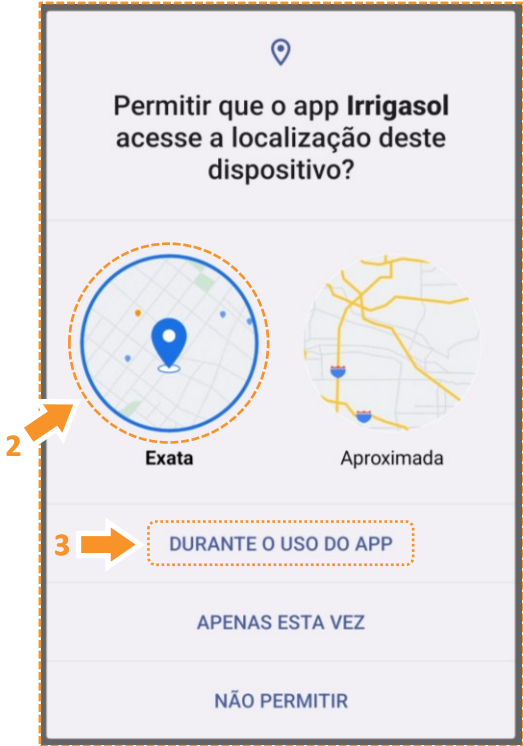 Permitir que o app Irrigasol
acesse a localização deste
dispositivo?
2
Exata
Aproximada
3
DURANTE O USO DO APP
APENAS ESTA VEZ
NÃO PERMITIR